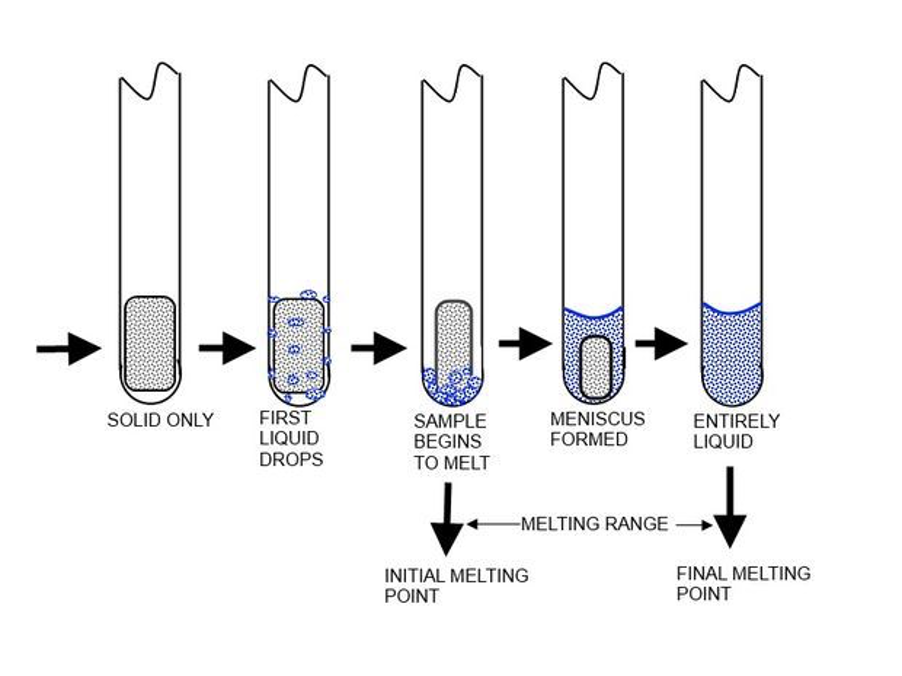 SOLID ONLY
FIRST
LIQUID
DROPS
SAMPLE
BEGINS
TO MELT
MENISCUS
FORMED
ENTIRELY
LIQUID
MELTING RANGE
INITIAL MELTING
POINT
FINAL MELTING
POINT